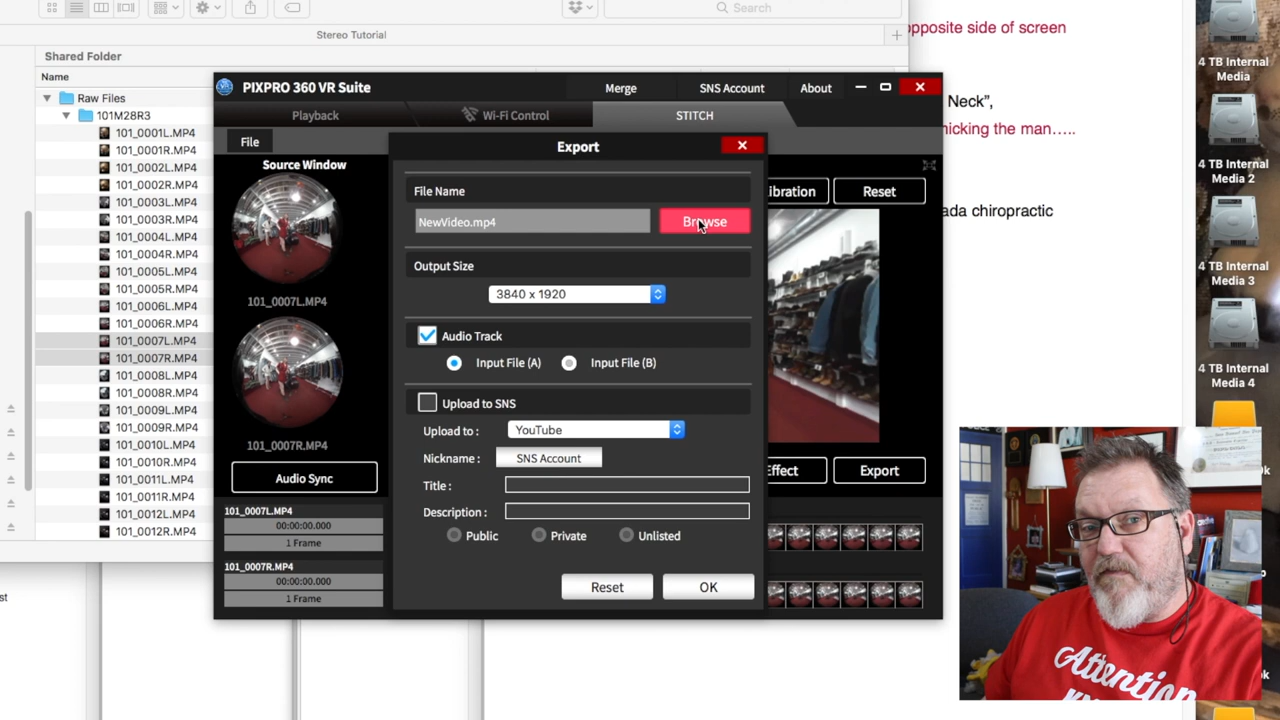 Search
Stereo Tutorial
Shared Folder
Name
Raw Files
101M28R3
101_0001L.MP4
101_0001R.MP4
101_0002L.MP4
101_0002R.MP4
101_0003L.MP4
101_0003R.MP4
101_0004L.MP4
101_0004R.MP4
101_0005L.MP4
101_0005R.MP4
101_0006L.MP4
101_0006R.MP4
101_0007L.MP4
101_0007R.MP4
101_0008L.MP4
101_0008R.MP4
101_0009L.MP4
101_0009R.MP4
101_0010L.MP4
101_0010R.MP4
101_0011L.MP4
101_0011R.MP4
101_0012L.MP4
101_0012R.MP4
PIXPRO 360 VR Suite
Merge
SNS Account
About
Playback
Wi-Fi Control
STITCH
File
Source Window
101_0007L.MP4
101_0007R.MP4
Audio Sync
101_0007L.MP4
00:00:00.000
1 Frame
101_0007R.MP4
00:00:00.000
1 Frame
Export
File Name
NewVideo.mp4
Browse
Output Size
3840 x 1920
Audio Track
Input File (A)
Input File (B)
Upload to SNS
Upload to :
YouTube
Nickname :
SNS Account
Title :
Description :
Public
Private
Unlisted
Reset
OK
ibration
Reset
ffect
Export
opposite side of screen
Neck”,
nicking the man…..
ada chiropractic
4 TB Internal
Media
4 TB Internal
Media 2
4 TB Internal
Media 3
4 TB Internal
Media 4
Attention